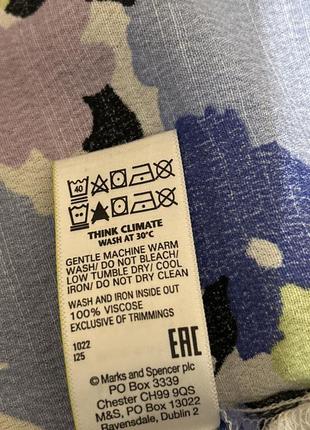 40
THINK CLIMATE
WASH AT 30°C
GENTLE MACHINE WARM
WASH/ DO NOT BLEACH/
LOW TUMBLE DRY/ COOL
IRON/ DO NOT DRY CLEAN
WASH AND IRON INSIDE OUT
100% VISCOSE
EXCLUSIVE OF TRIMMINGS
1022
I25
EAC
© Marks and Spencer plc
PO Box 3339
Chester CH99 9QS
M&S, PO Box 13022
Ravensdale, Dublin 2